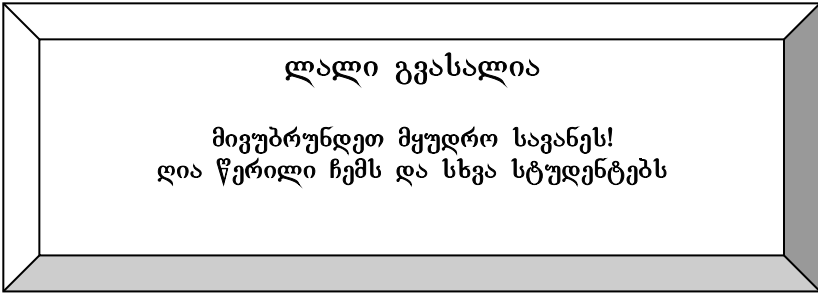 ლალი გვასალია
მივუბრუნდეთ მყუდრო სავანეს!
ღია წერილი ჩემს და სხვა სტუდენტებს